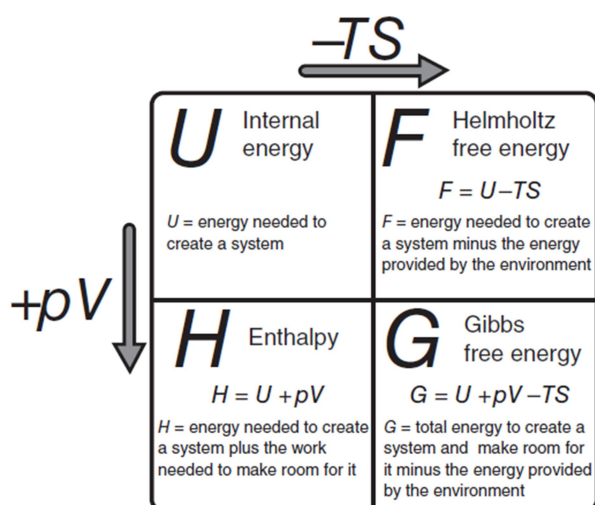 –TS
U Internal
energy
U = energy needed to
create a system
F Helmholtz
free energy
F = U–TS
F = energy needed to create
a system minus the energy
provided by the environment
+pV
H Enthalpy
H = U +pV
H = energy needed to create
a system plus the work
needed to make room for it
G Gibbs
free energy
G = U +pV –TS
G = total energy to create a
system and make room for
it minus the energy provided
by the environment